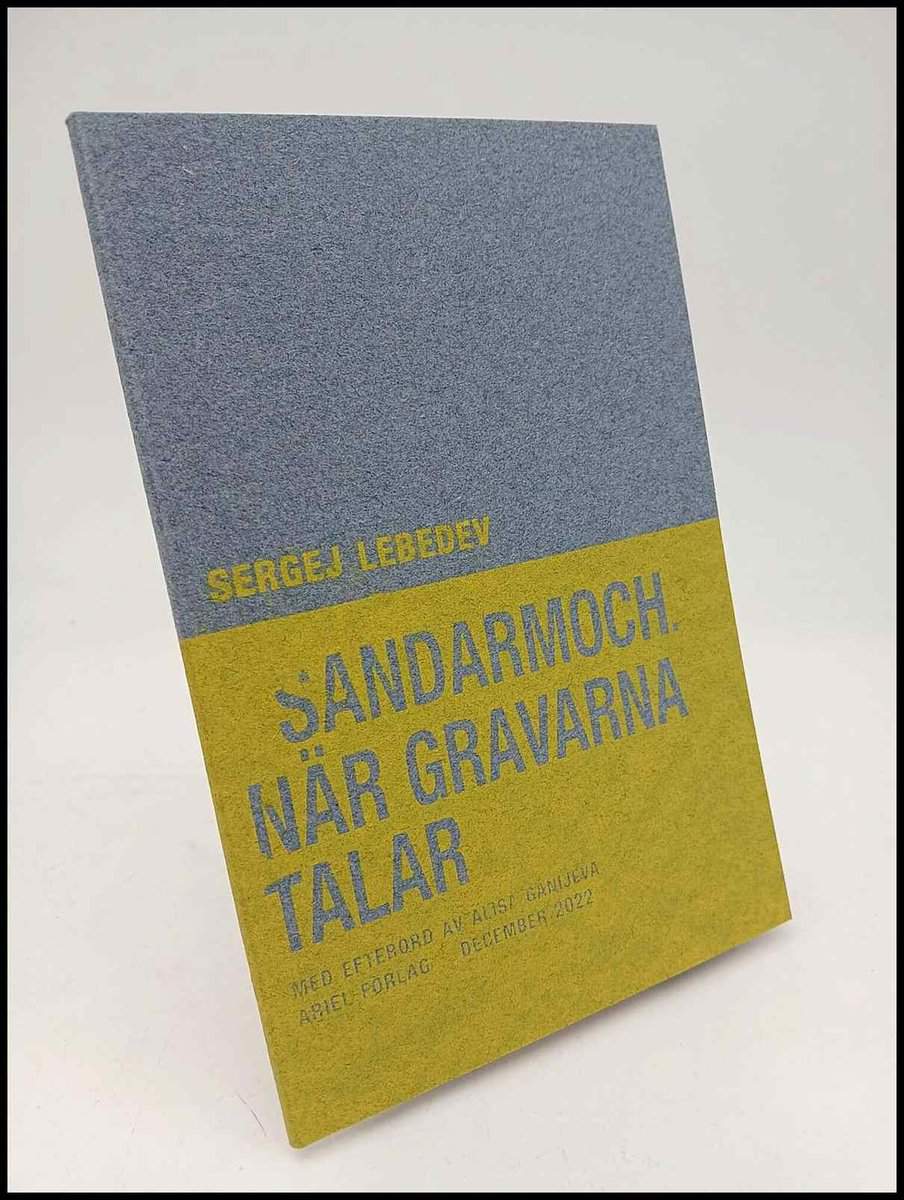 SERGEJ LEBEDEV
SANDARMOCH.
NÄR GRAVARNA
TALAR
MED EFTERORD AV ALISA GANIJEVA
ARIEL FÖRLAG DECEMBER 2022